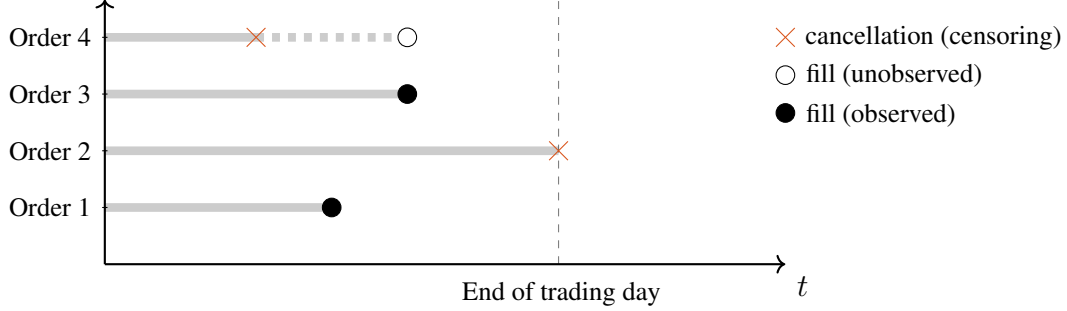 Order 4
Order 3
Order 2
Order 1
cancellation (censoring)
fill (unobserved)
fill (observed)
End of trading day
t